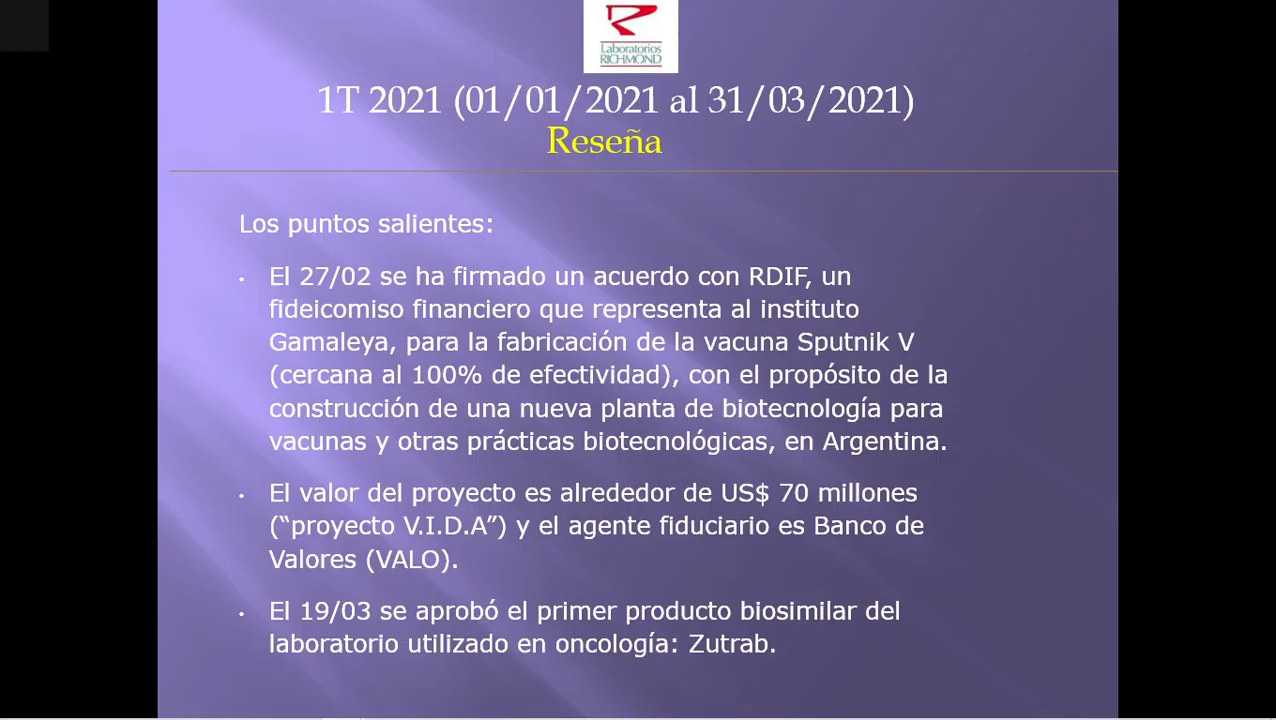 Laboratorios
RICHMOND
1T 2021 (01/01/2021 al 31/03/2021)
Reseña
Los puntos salientes:
• El 27/02 se ha firmado un acuerdo con RDIF, un
fideicomiso financiero que representa al instituto
Gamaleya, para la fabricación de la vacuna Sputnik V
(cercana al 100% de efectividad), con el propósito de la
construcción de una nueva planta de biotecnología para
vacunas y otras prácticas biotecnológicas, en Argentina.
• El valor del proyecto es alrededor de US$ 70 millones
(“proyecto V.I.D.A”) y el agente fiduciario es Banco de
Valores (VALO).
• El 19/03 se aprobó el primer producto biosimilar del
laboratorio utilizado en oncología: Zutrab.